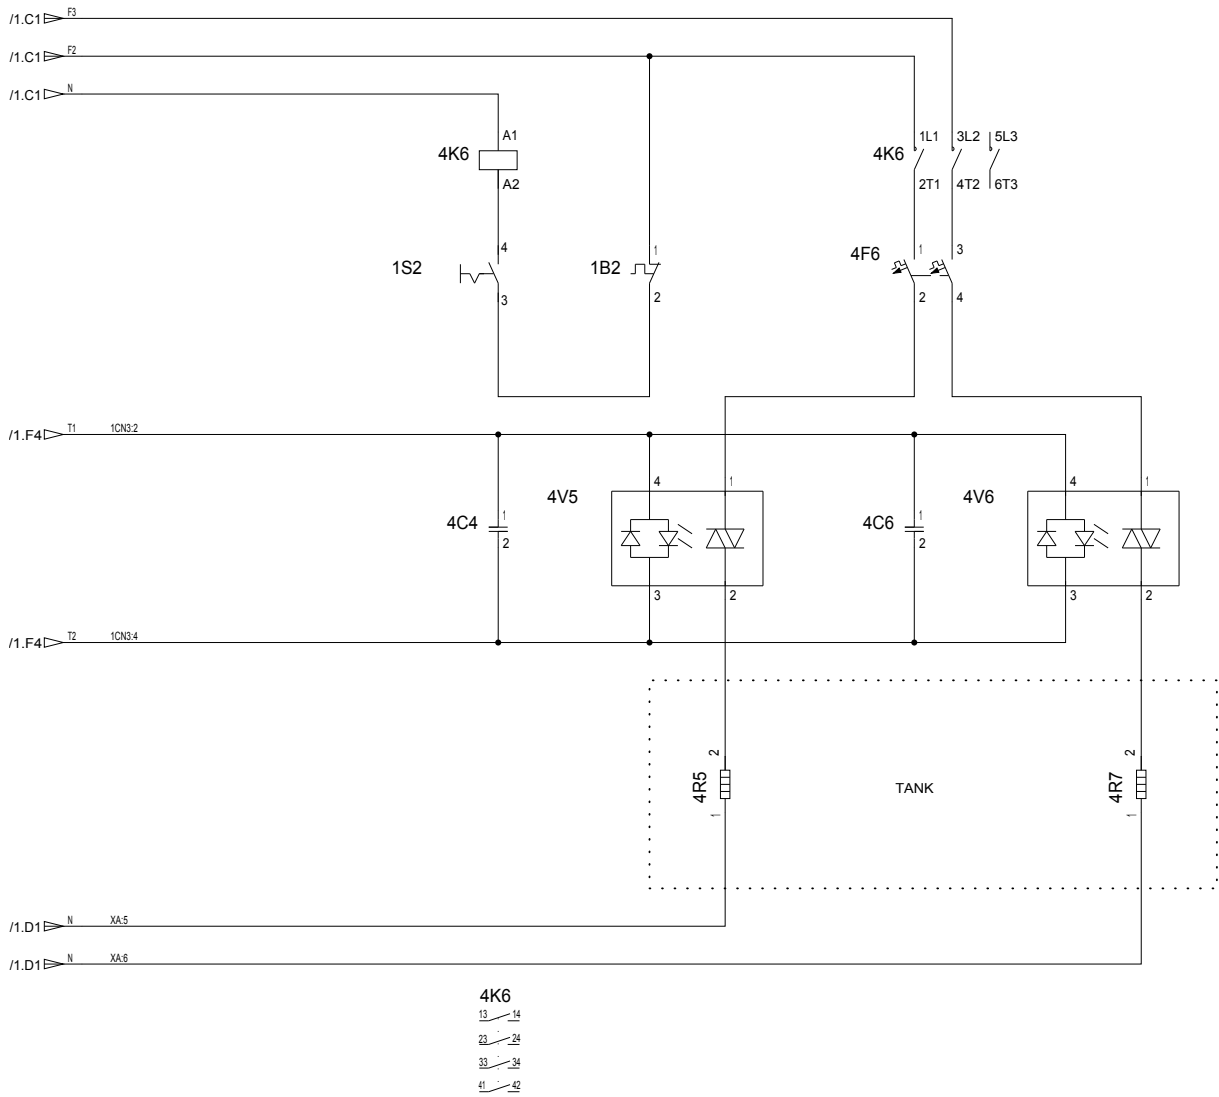 /1.C1 F3
/1.C1 F2
/1.C1 N
A1
4K6
A2
4K6 1L1 3L2 5L3
2T1 4T2 6T3
4
1S2
3
1
1B2
2
4F6 1 3
2 4
/1.F4 T1 1CN3:2
4C4 1
2
4V5 4 1
3 2
4C6 1
2
4V6 4 1
3 2
/1.F4 T2 1CN3:4
2
4R5
1
TANK
2
4R7
1
/1.D1 N XA:5
/1.D1 N XA:6
4K6
13 14
23 24
33 34
41 42